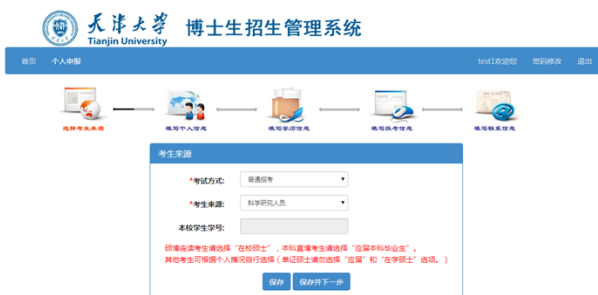 天津大学 博士生招生管理系统
Tianjin University
首页 个人申报 test1欢迎您 密码修改 退出
选择考生来源 填写个人信息 填写学历信息 填写报考信息 填写联系信息
考生来源
*考试方式: 普通招考
*考生来源: 科学研究人员
本校学生学号:
硕博连读考生请选择“在校硕士”，本科直博考生请选择“应届本科毕业生”。
其他考生可根据个人情况自行选择（单证硕士请勿选择“应届”和“在学硕士”选项。）
保存 保存并下一步